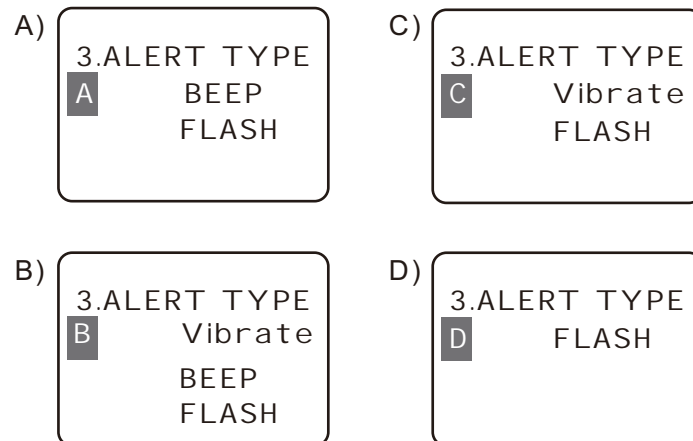 A)
3.ALERT TYPE
A BEEP
FLASH
B)
3.ALERT TYPE
B Vibrate
BEEP
FLASH
C)
3.ALERT TYPE
C Vibrate
FLASH
D)
3.ALERT TYPE
D FLASH